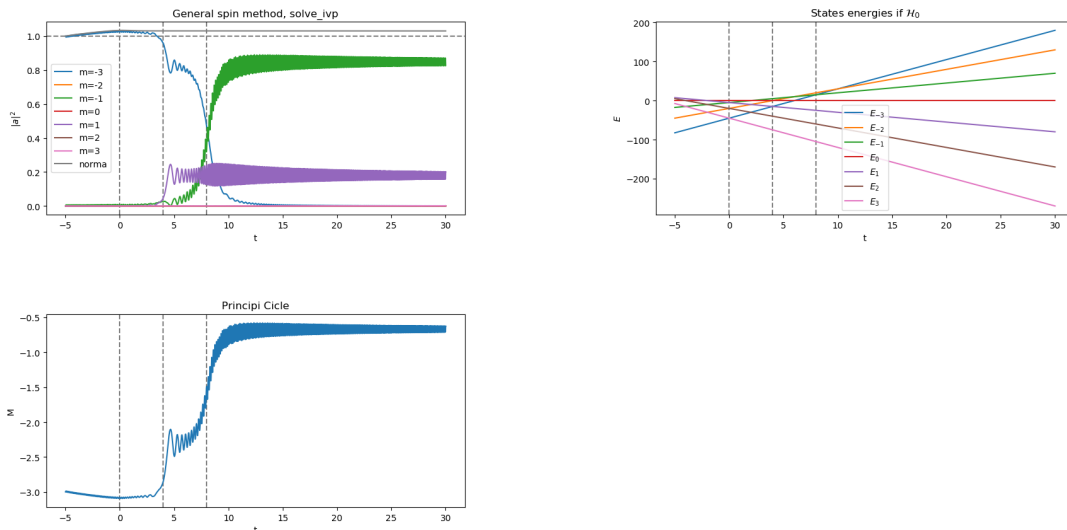 General spin method, solve_ivp
|a|²
1.0
0.8
0.6
0.4
0.2
0.0
m=-3
m=-2
m=-1
m=0
m=1
m=2
m=3
norma
−5 0 5 10 15 20 25 30
t
States energies if ℋ₀
E
200
100
0
−100
−200
E₋₃
E₋₂
E₋₁
E₀
E₁
E₂
E₃
−5 0 5 10 15 20 25 30
t
Principi Cicle
M
−0.5
−1.0
−1.5
−2.0
−2.5
−3.0
−5 0 5 10 15 20 25 30
t